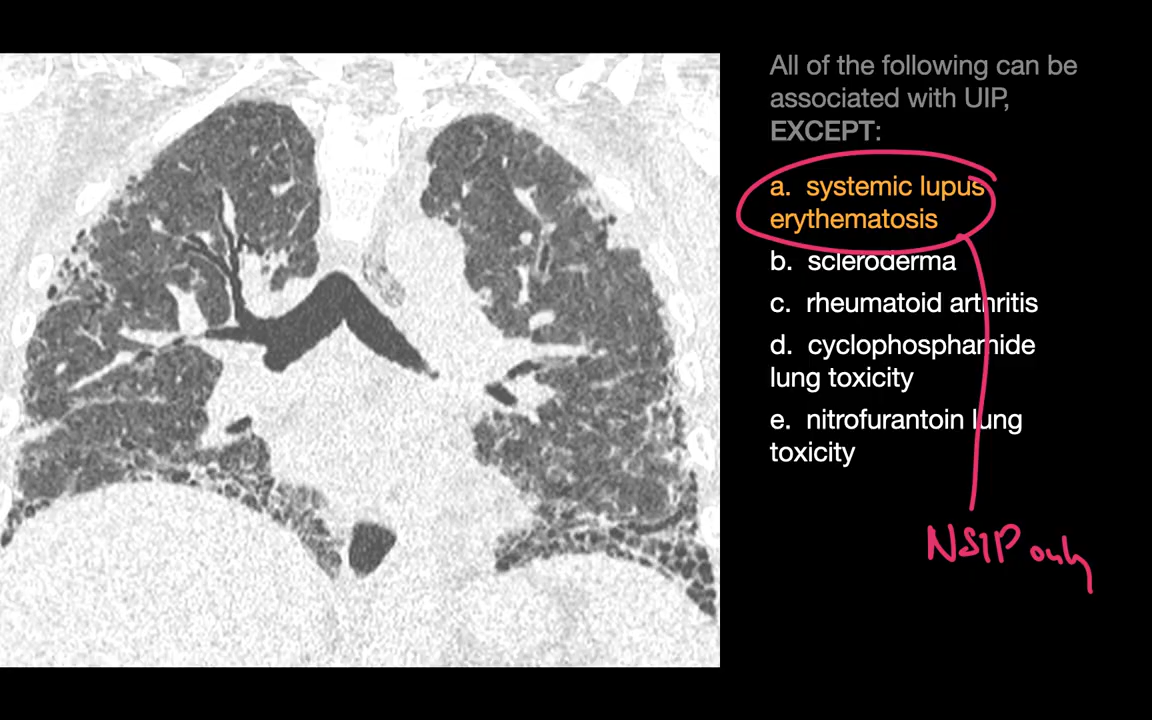 All of the following can be
associated with UIP,
EXCEPT:
a. systemic lupus
erythematosis
b. scleroderma
c. rheumatoid arthritis
d. cyclophosphamide
lung toxicity
e. nitrofurantoin lung
toxicity
NSIP only